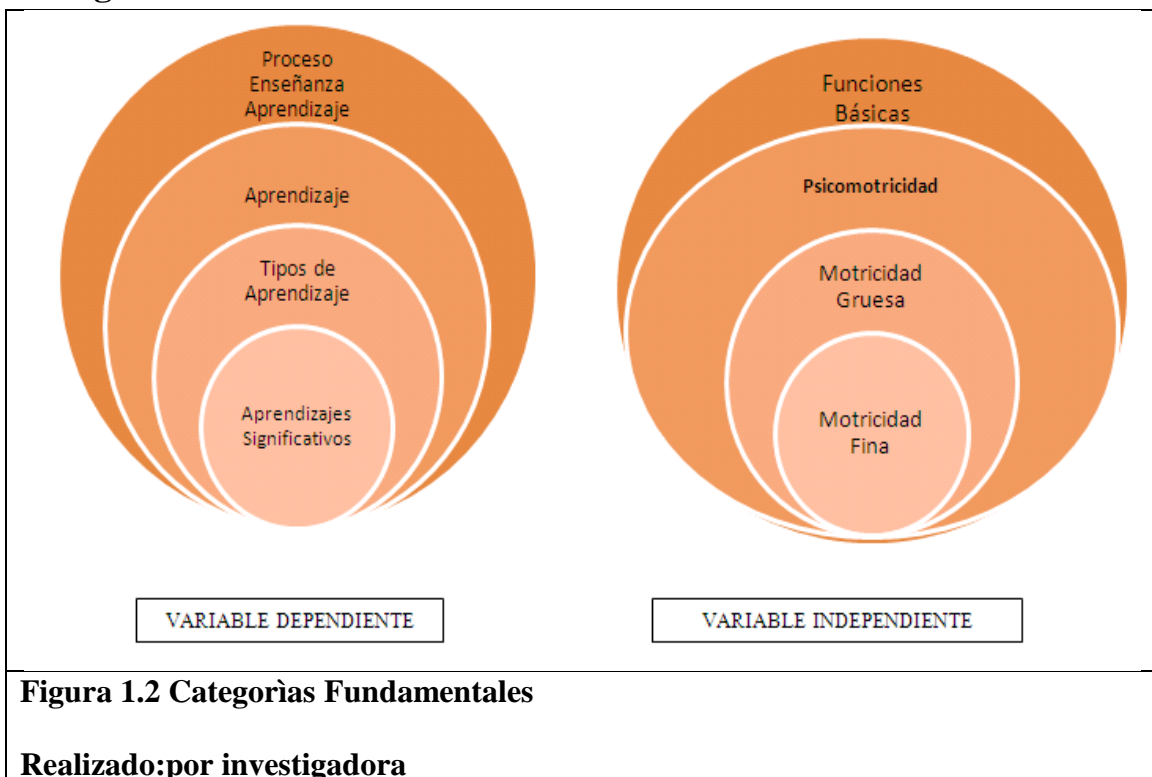 Proceso
Enseñanza
Aprendizaje
Aprendizaje
Tipos de
Aprendizaje
Aprendizajes
Significativos
VARIABLE DEPENDIENTE
Funciones
Básicas
Psicomotricidad
Motricidad
Gruesa
Motricidad
Fina
VARIABLE INDEPENDIENTE
Figura 1.2 Categorìas Fundamentales
Realizado:por investigadora